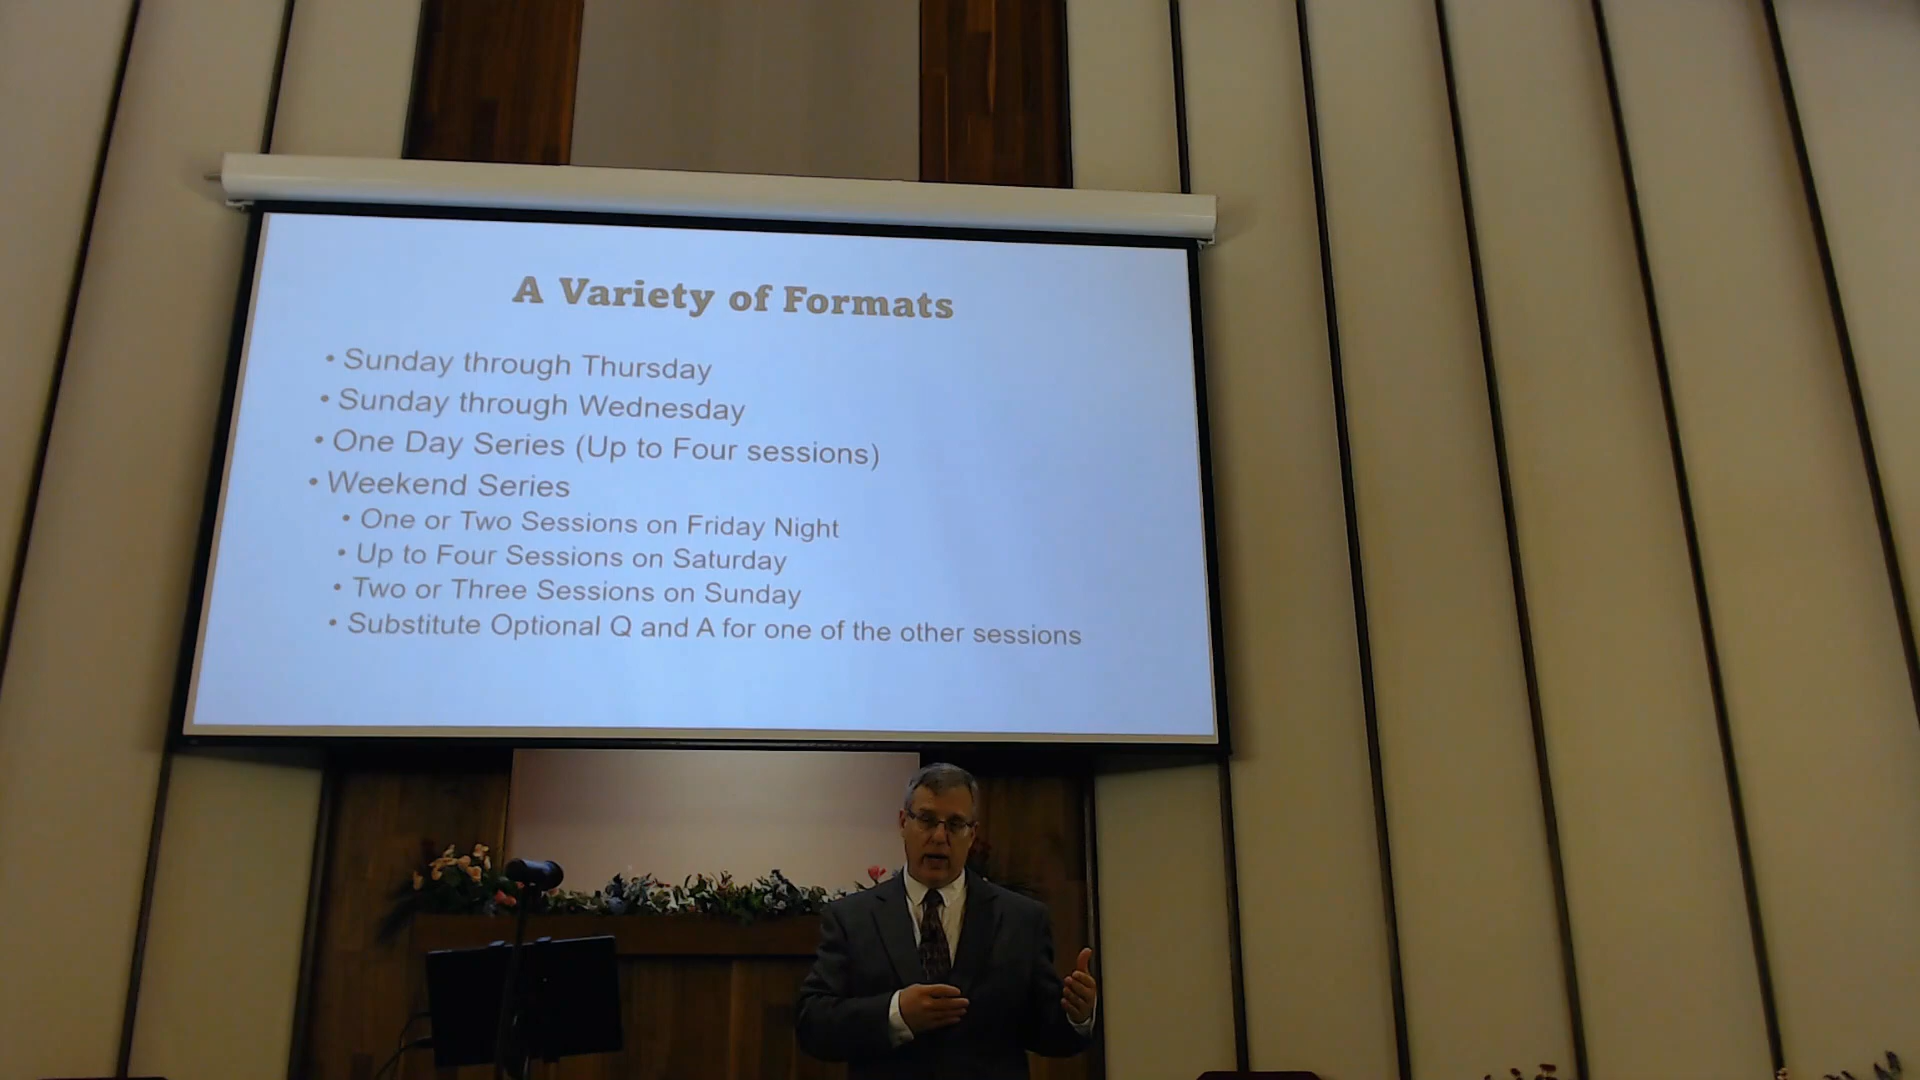 A Variety of Formats
• Sunday through Thursday
• Sunday through Wednesday
• One Day Series (Up to Four sessions)
• Weekend Series
• One or Two Sessions on Friday Night
• Up to Four Sessions on Saturday
• Two or Three Sessions on Sunday
• Substitute Optional Q and A for one of the other sessions